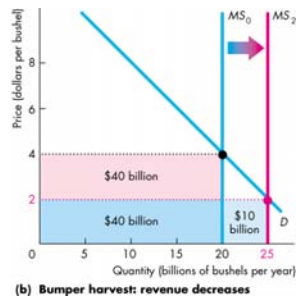 Price (dollars per bushel)
MS₀
MS₂
8
6
4
2
0
$40 billion
$40 billion
$10
billion
D
5
10
15
20
25
Quantity (billions of bushels per year)
(b) Bumper harvest: revenue decreases